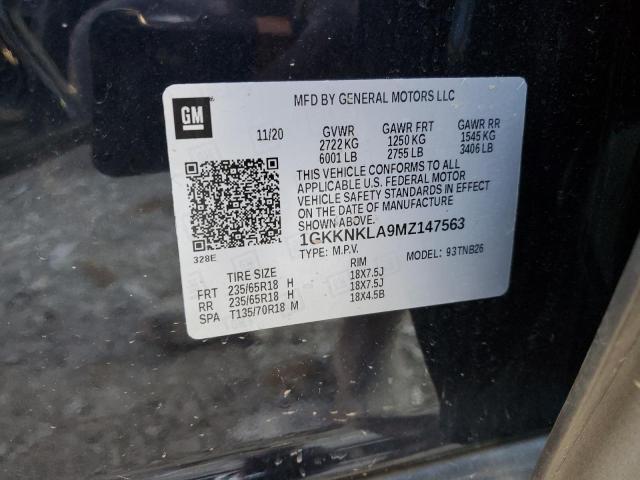 GM
MFD BY GENERAL MOTORS LLC
11/20 GVWR GAWR FRT GAWR RR
2722 KG 1250 KG 1545 KG
6001 LB 2755 LB 3406 LB
THIS VEHICLE CONFORMS TO ALL
APPLICABLE U.S. FEDERAL MOTOR
VEHICLE SAFETY STANDARDS IN EFFECT
ON THE DATE OF MANUFACTURE
SHOWN ABOVE.
1GKKNKLA9MZ147563
328E
TYPE: M.P.V. MODEL: 93TNB26
TIRE SIZE RIM
FRT 235/65R18 H 18X7.5J
RR 235/65R18 H 18X7.5J
SPA T135/70R18 M 18X4.5B